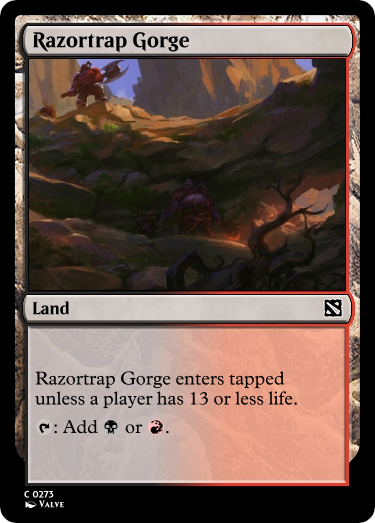 Razortrap Gorge
Land
Razortrap Gorge enters tapped
unless a player has 13 or less life.
: Add or .
C 0273
Valve